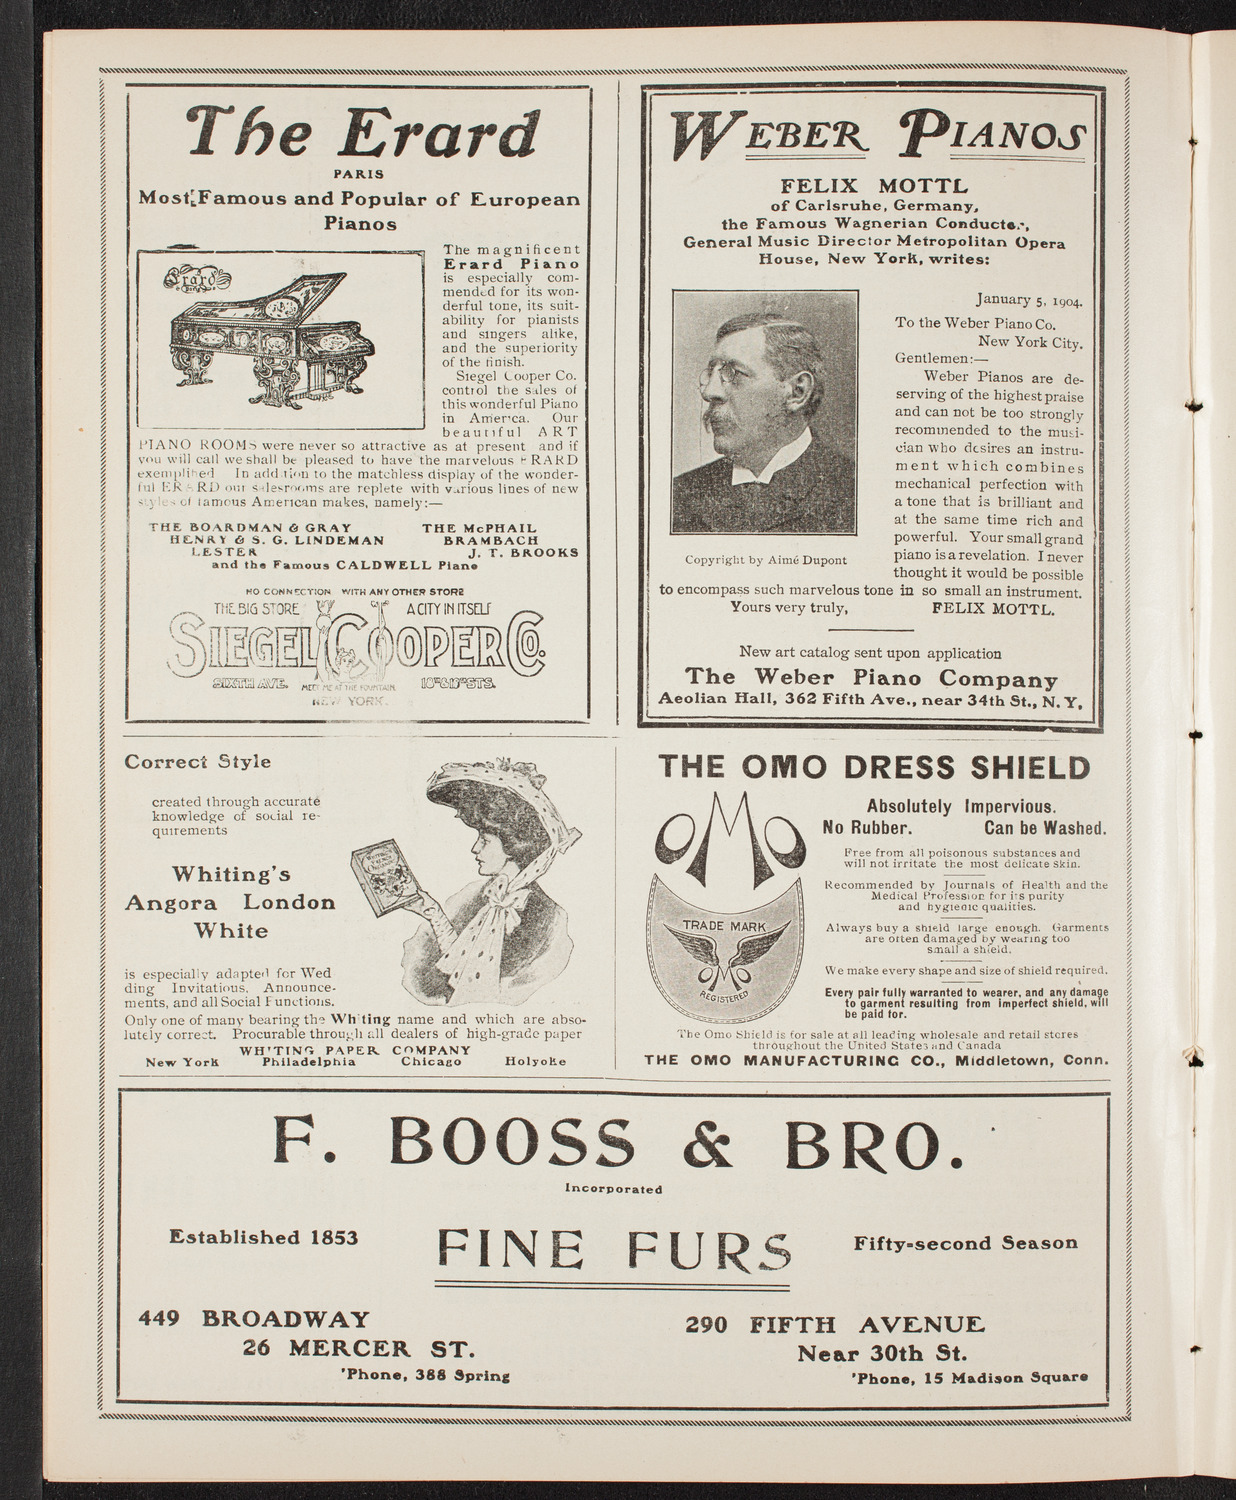 The Erard
PARIS
Most Famous and Popular of European
Pianos
Erard
The magnificent
Erard Piano
is especially com-
mended for its won-
derful tone, its suit-
ability for pianists
and singers alike,
and the superiority
of the finish.
Siegel Cooper Co.
control the sales of
this wonderful Piano
in America. Our
beautiful ART
PIANO ROOMS were never so attractive as at present and if
you will call we shall be pleased to have the marvelous ERARD
exemplified In addition to the matchless display of the wonder-
ful ERARD our salesrooms are replete with various lines of new
styles of famous American makes, namely:—
THE BOARDMAN & GRAY THE McPHAIL
HENRY & S. G. LINDEMAN BRAMBACH
LESTER J. T. BROOKS
and the Famous CALDWELL Piano
NO CONNECTION WITH ANY OTHER STORE
THE BIG STORE A CITY IN ITSELF
SIEGEL COOPER CO.
SIXTH AVE. MEET ME AT THE FOUNTAIN 18TH & 19TH STS.
NEW YORK.
WEBER PIANOS
FELIX MOTTL
of Carlsruhe, Germany,
the Famous Wagnerian Conductor,
General Music Director Metropolitan Opera
House, New York, writes:
January 5, 1904.
To the Weber Piano Co.
New York City.
Gentlemen:—
Weber Pianos are de-
serving of the highest praise
and can not be too strongly
recommended to the musi-
cian who desires an instru-
ment which combines
mechanical perfection with
a tone that is brilliant and
at the same time rich and
powerful. Your small grand
piano is a revelation. I never
thought it would be possible
to encompass such marvelous tone in so small an instrument.
Yours very truly, FELIX MOTTL.
Copyright by Aimé Dupont
New art catalog sent upon application
The Weber Piano Company
Aeolian Hall, 362 Fifth Ave., near 34th St., N. Y.
Correct Style
created through accurate
knowledge of social re-
quirements
Whiting's
Angora London
White
is especially adapted for Wed
ding Invitations, Announce-
ments, and all Social Functions.
Only one of many bearing the Whiting name and which are abso-
lutely correct. Procurable through all dealers of high-grade paper
WHITING PAPER COMPANY
New York Philadelphia Chicago Holyoke
THE OMO DRESS SHIELD
OMO
TRADE MARK
OMO
REGISTERED
Absolutely Impervious.
No Rubber. Can be Washed.
Free from all poisonous substances and
will not irritate the most delicate skin.
Recommended by Journals of Health and the
Medical Profession for its purity
and hygienic qualities.
Always buy a shield large enough. Garments
are often damaged by wearing too
small a shield.
We make every shape and size of shield required.
Every pair fully warranted to wearer, and any damage
to garment resulting from imperfect shield, will
be paid for.
The Omo Shield is for sale at all leading wholesale and retail stores
throughout the United States and Canada
THE OMO MANUFACTURING CO., Middletown, Conn.
F. BOOSS & BRO.
Incorporated
Established 1853 FINE FURS Fifty-second Season
449 BROADWAY
26 MERCER ST.
'Phone, 388 Spring
290 FIFTH AVENUE
Near 30th St.
'Phone, 15 Madison Square